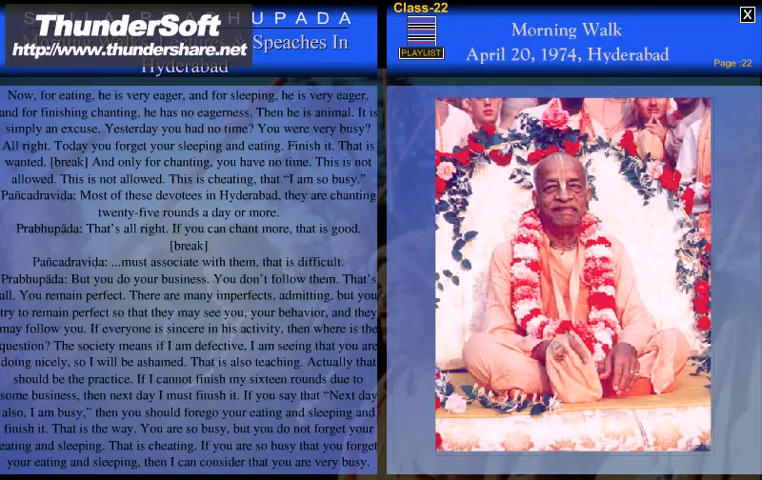 SRILA PRABHUPADA
ThunderSoft
http://www.thundershare.net
Morning Walks, Lectures & Speaches In
Hyderabad
Now, for eating, he is very eager, and for sleeping, he is very eager,
and for finishing chanting, he has no eagerness. Then he is animal. It is
simply an excuse. Yesterday you had no time? You were very busy?
All right. Today you forget your sleeping and eating. Finish it. That is
wanted. [break] And only for chanting, you have no time. This is not
allowed. This is not allowed. This is cheating, that “I am so busy.”
Pañcadraviḍa: Most of these devotees in Hyderabad, they are chanting
twenty-five rounds a day or more.
Prabhupāda: That’s all right. If you can chant more, that is good.
[break]
Pañcadraviḍa: ...must associate with them, that is difficult.
Prabhupāda: But you do your business. You don’t follow them. That’s
all. You remain perfect. There are many imperfects, admitting, but you
try to remain perfect so that they may see you, your behavior, and they
may follow you. If everyone is sincere in his activity, then where is the
question? The society means if I am defective, I am seeing that you are
doing nicely, so I will be ashamed. That is also teaching. Actually that
should be the practice. If I cannot finish my sixteen rounds due to
some business, then next day I must finish it. If you say that “Next day
also, I am busy,” then you should forego your eating and sleeping and
finish it. That is the way. You are so busy, but you do not forget your
eating and sleeping. That is cheating. If you are so busy that you forget
your eating and sleeping, then I can consider that you are very busy.
Class-22
PLAYLIST
Morning Walk
April 20, 1974, Hyderabad
X
Page :22